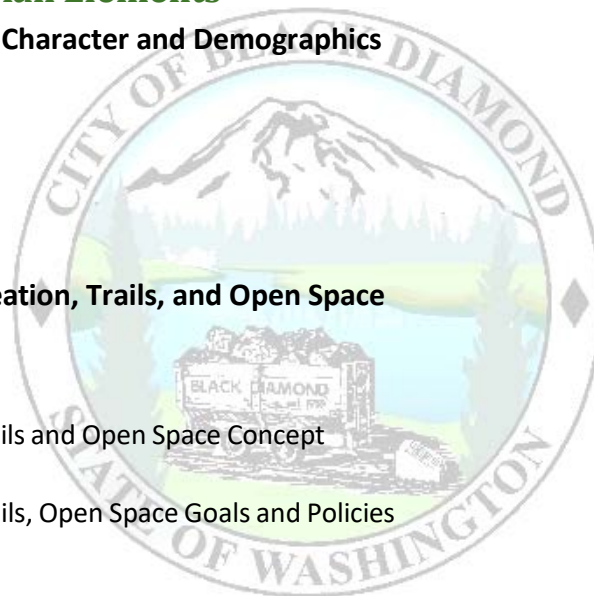 Character and Demographics
CITY OF BLACK DIAMOND
eation, Trails, and Open Space
BLACK DIAMOND
ils and Open Space Concept
ils, Open Space Goals and Policies
STATE OF WASHINGTON